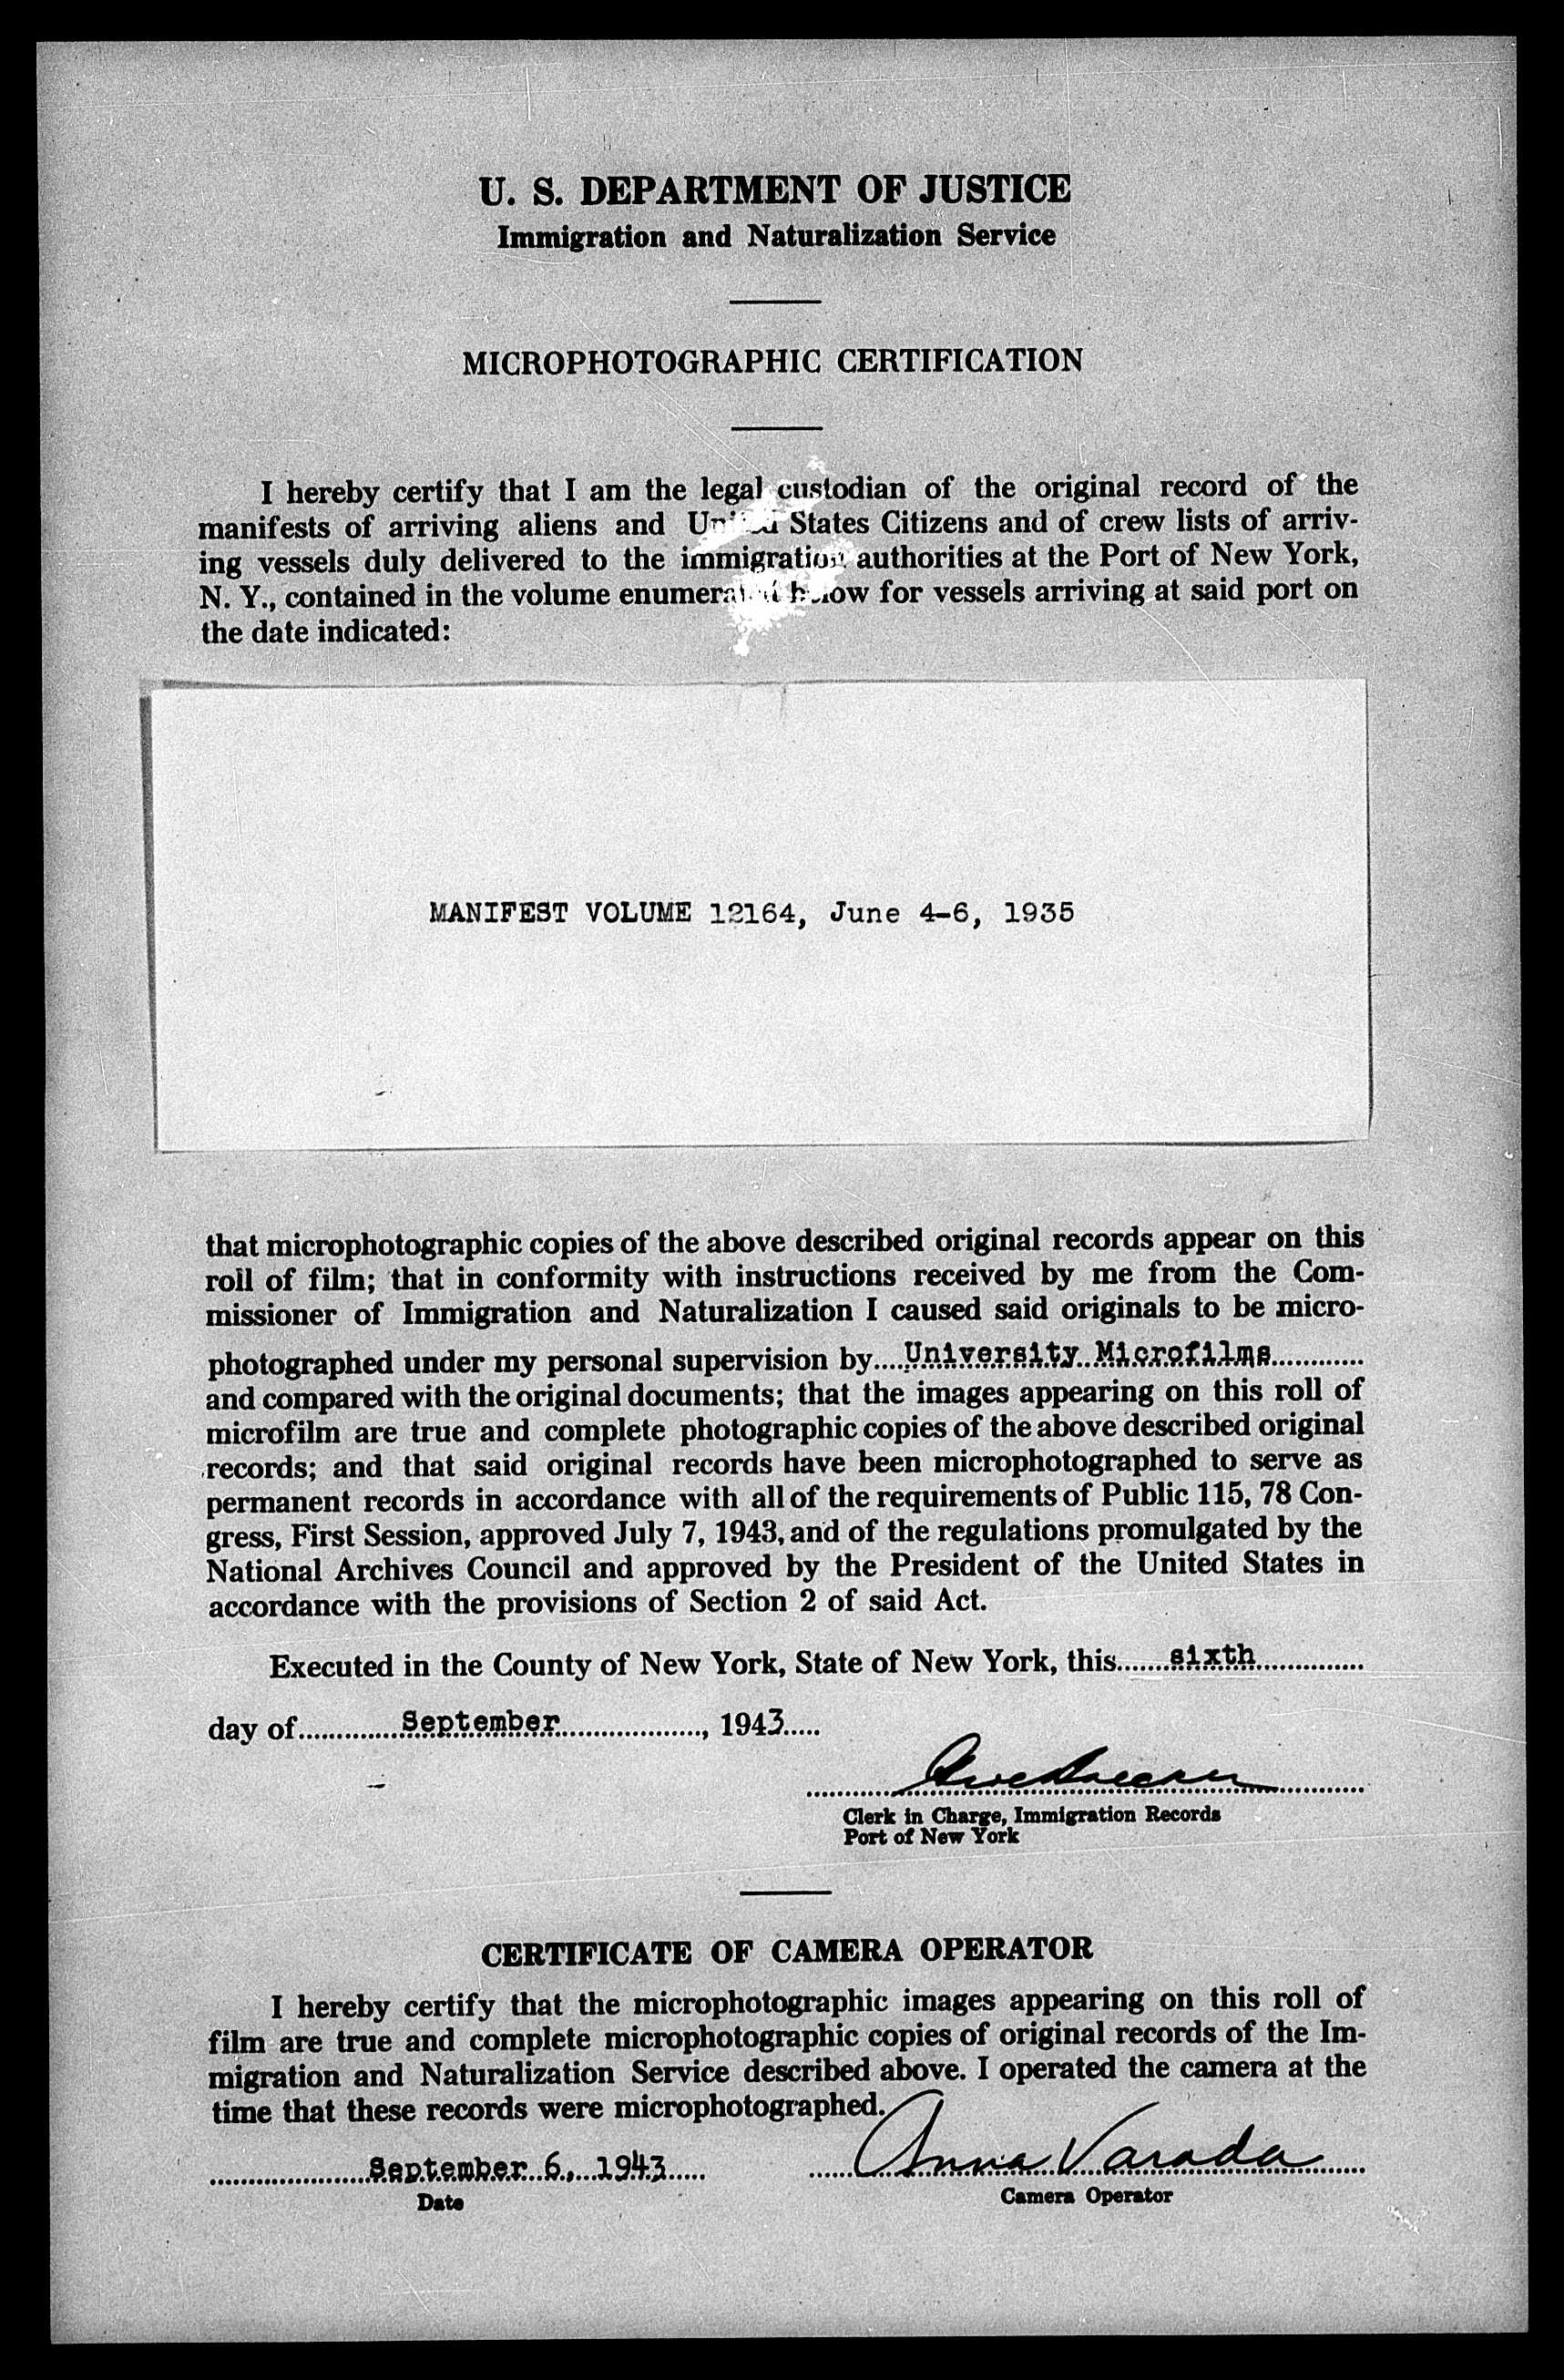 U. S. DEPARTMENT OF JUSTICE
Immigration and Naturalization Service
MICROPHOTOGRAPHIC CERTIFICATION
I hereby certify that I am the legal custodian of the original record of the
manifests of arriving aliens and United States Citizens and of crew lists of arriv-
ing vessels duly delivered to the immigration authorities at the Port of New York,
N. Y., contained in the volume enumerated below for vessels arriving at said port on
the date indicated:
MANIFEST VOLUME 12164, June 4-6, 1935
that microphotographic copies of the above described original records appear on this
roll of film; that in conformity with instructions received by me from the Com-
missioner of Immigration and Naturalization I caused said originals to be micro-
photographed under my personal supervision by....University Microfilms............
and compared with the original documents; that the images appearing on this roll of
microfilm are true and complete photographic copies of the above described original
records; and that said original records have been microphotographed to serve as
permanent records in accordance with all of the requirements of Public 115, 78 Con-
gress, First Session, approved July 7, 1943, and of the regulations promulgated by the
National Archives Council and approved by the President of the United States in
accordance with the provisions of Section 2 of said Act.
Executed in the County of New York, State of New York, this.......sixth..............
day of.............September..................., 1943.....
Clerk in Charge, Immigration Records
Port of New York
CERTIFICATE OF CAMERA OPERATOR
I hereby certify that the microphotographic images appearing on this roll of
film are true and complete microphotographic copies of original records of the Im-
migration and Naturalization Service described above. I operated the camera at the
time that these records were microphotographed.
September 6, 1943 Anna Varada
Date Camera Operator